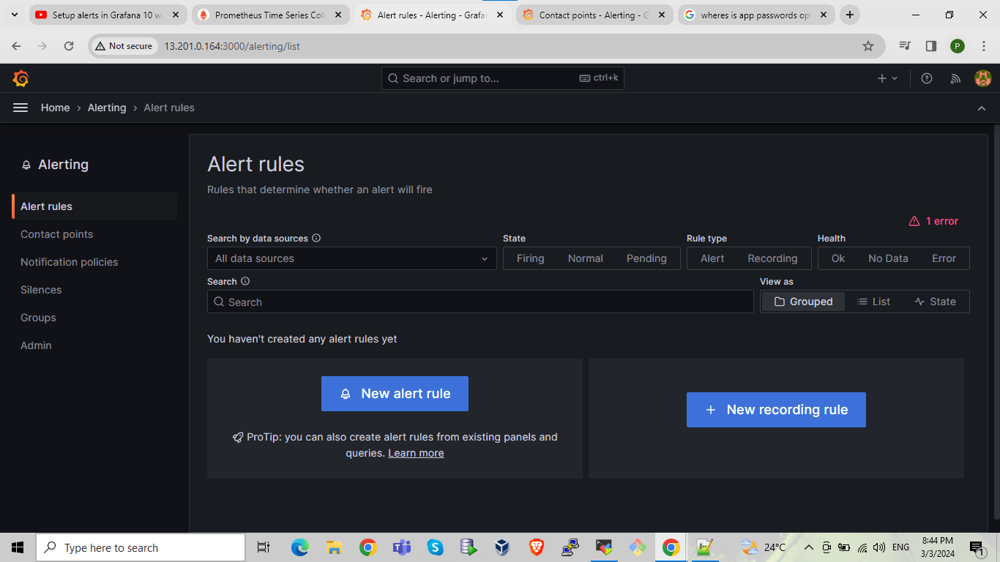 Setup alerts in Grafana 10 wi
Prometheus Time Series Coll
Alert rules - Alerting - Grafan
Contact points - Alerting - G
wheres is app passwords opt
Not secure
13.201.0.164:3000/alerting/list
P
Search or jump to...
ctrl+k
Home
Alerting
Alert rules
Alerting
Alert rules
Contact points
Notification policies
Silences
Groups
Admin
Alert rules
Rules that determine whether an alert will fire
1 error
Search by data sources
State
Rule type
Health
All data sources
Firing Normal Pending
Alert Recording
Ok No Data Error
Search
View as
Search
Grouped List State
You haven't created any alert rules yet
New alert rule
ProTip: you can also create alert rules from existing panels and
queries. Learn more
New recording rule
Type here to search
24°C
ENG
8:44 PM
3/3/2024
1